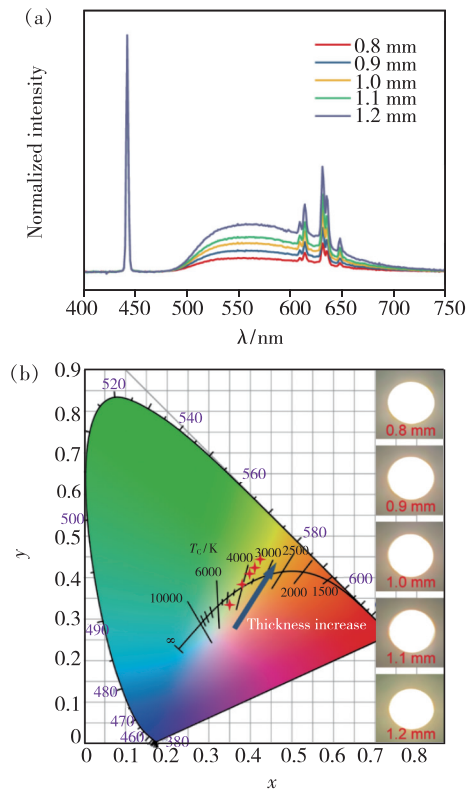 (a)
Normalized intensity
0.8 mm
0.9 mm
1.0 mm
1.1 mm
1.2 mm
400 450 500 550 600 650 700 750
λ/nm
(b)
0.9
0.8
0.7
0.6
0.5
0.4
0.3
0.2
0.1
0
y
520
540
560
580
600
500
490
480
470
460
380
Tc/K
4000 3000 2500
6000
10000
2000 1500
∞
Thickness increase
0.8 mm
0.9 mm
1.0 mm
1.1 mm
1.2 mm
0 0.1 0.2 0.3 0.4 0.5 0.6 0.7 0.8
x